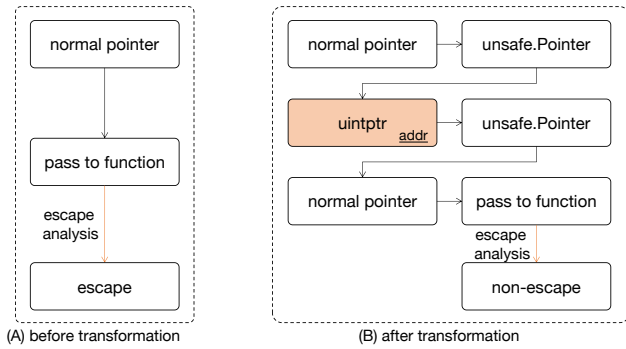 normal pointer
pass to function
escape
analysis
escape
(A) before transformation
normal pointer
unsafe.Pointer
uintptr
addr
unsafe.Pointer
normal pointer
pass to function
escape
analysis
non-escape
(B) after transformation